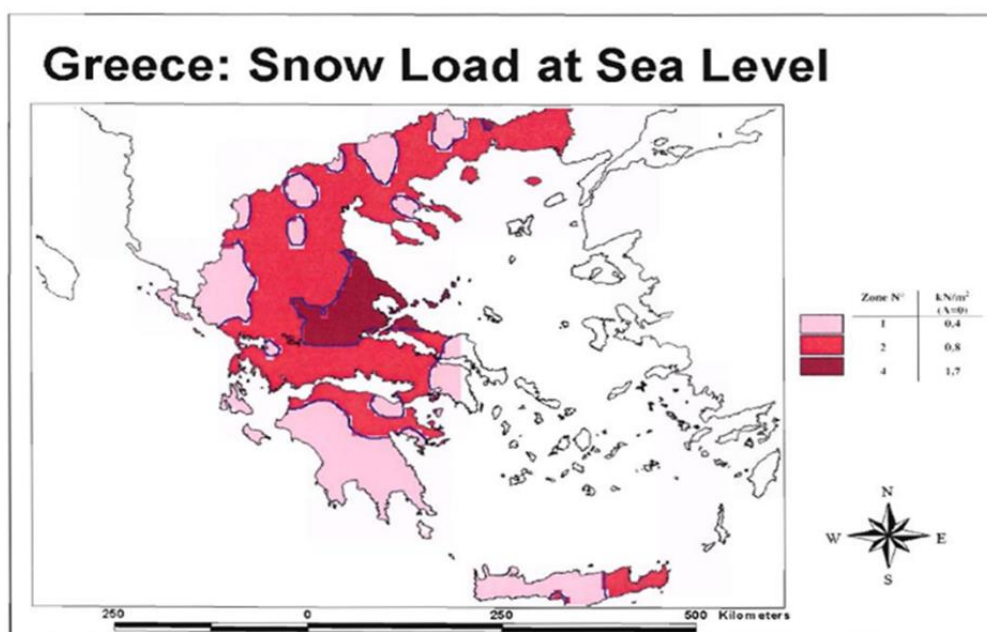 Greece: Snow Load at Sea Level
Zone N° kN/m²
(A=0)
1 0,4
2 0,8
4 1,7
N
W E
S
250 0 250 500 Kilometers